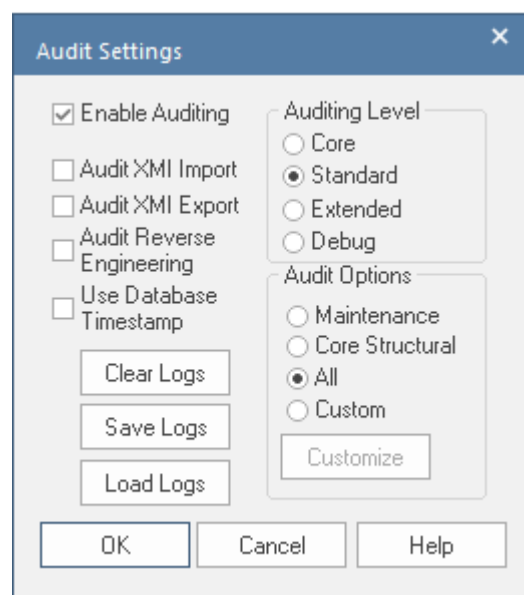 Audit Settings
Enable Auditing
Audit XMI Import
Audit XMI Export
Audit Reverse
Engineering
Use Database
Timestamp
Clear Logs
Save Logs
Load Logs
Auditing Level
Core
Standard
Extended
Debug
Audit Options
Maintenance
Core Structural
All
Custom
Customize
OK
Cancel
Help